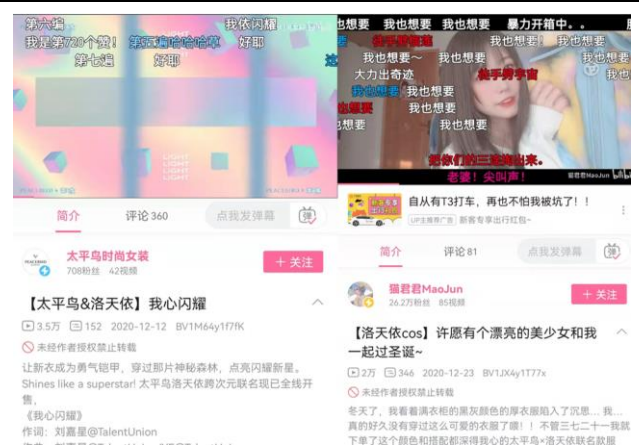 第六遍
我依闪耀
我是第728个赞！
第五遍哈哈哈草
好耶
第七遍
好耶
LIGHT
LIGHT
LIGHT
LIGHT
简介
评论 360
点我发弹幕
弹
太平鸟时尚女装
708粉丝 42视频
+ 关注
【太平鸟&洛天依】我心闪耀
3.5万 152 2020-12-12 BV1M64y1f7fK
未经作者授权禁止转载
让新衣成为勇气铠甲，穿过那片神秘森林，点亮闪耀新星。
Shines like a superstar! 太平鸟洛天依跨次元联名现已全线开
售，
《我心闪耀》
作词：刘嘉星@TalentUnion
也想要 我也想要 我也想要 暴力开箱中。。
我也想要！ 我也想要
我也想要～ 我也想要
我也想要
大力出奇迹
徒手劈宇宙
我也想要 我也想要
也想要 我也想要
也想要
我也想要
把你们的三连掏出来。
老婆！尖叫声！
猫君君MaoJun bilibili
自从有T3打车，再也不怕我被坑了！！
UP主推荐广告 新客专享出行红包~
简介
评论 81
点我发弹幕
弹
猫君君MaoJun
26.2万粉丝 85视频
+ 关注
【洛天依cos】许愿有个漂亮的美少女和我
一起过圣诞~
2万 346 2020-12-23 BV1JX4y1T77x
未经作者授权禁止转载
冬天了，我看着满衣柜的黑灰颜色的厚衣服陷入了沉思... 我...
真的好久没有穿过这么可爱的衣服了噫！！不管三七二十一我就
下单了这个颜色和搭配都深得我心的太平鸟×洛天依联名款服